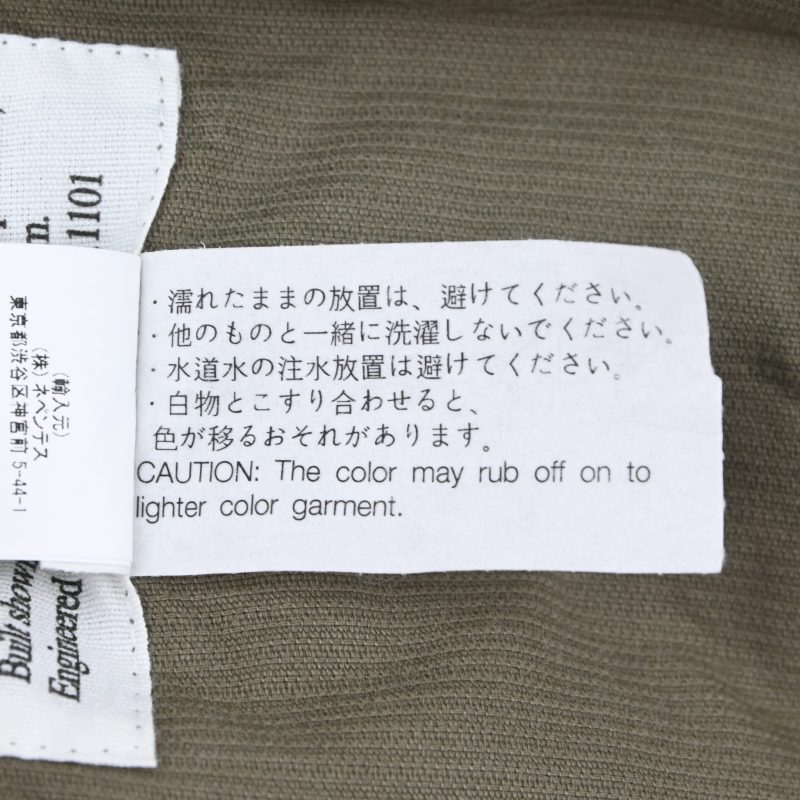 ・濡れたままの放置は、避けてください。
・他のものと一緒に洗濯しないでください。
・水道水の注水放置は避けてください。
・白物とこすり合わせると、
色が移るおそれがあります。
CAUTION: The color may rub off on to
lighter color garment.
(輸入元)
(株)ネペンテス
東京都渋谷区神宮前 5-44-1
m.
1101
Built
Engineered